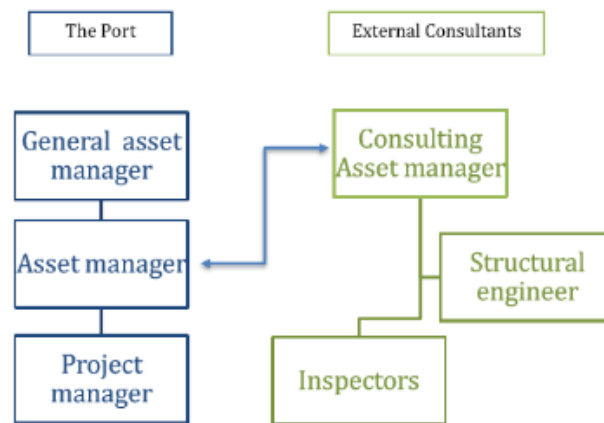 The Port
External Consultants
General asset
manager
Consulting
Asset manager
Asset manager
Structural
engineer
Project
manager
Inspectors